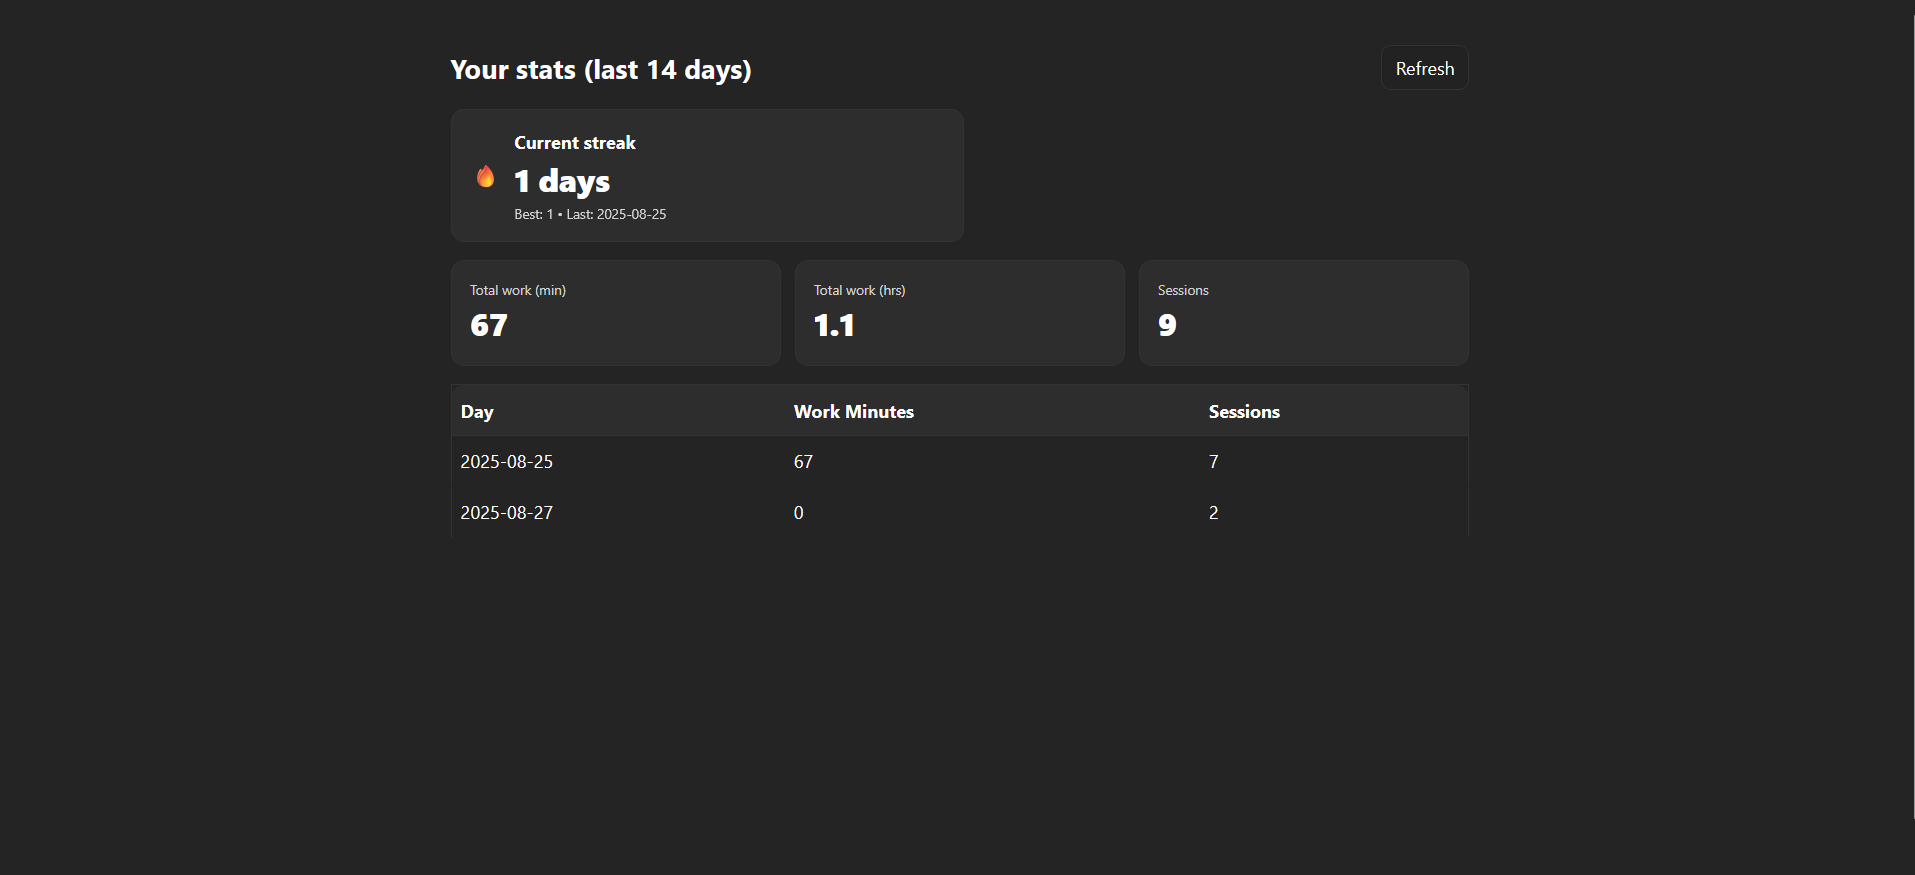 Your stats (last 14 days)
Refresh
Current streak
1 days
Best: 1 • Last: 2025-08-25
Total work (min)
67
Total work (hrs)
1.1
Sessions
9
Day Work Minutes Sessions
2025-08-25 67 7
2025-08-27 0 2